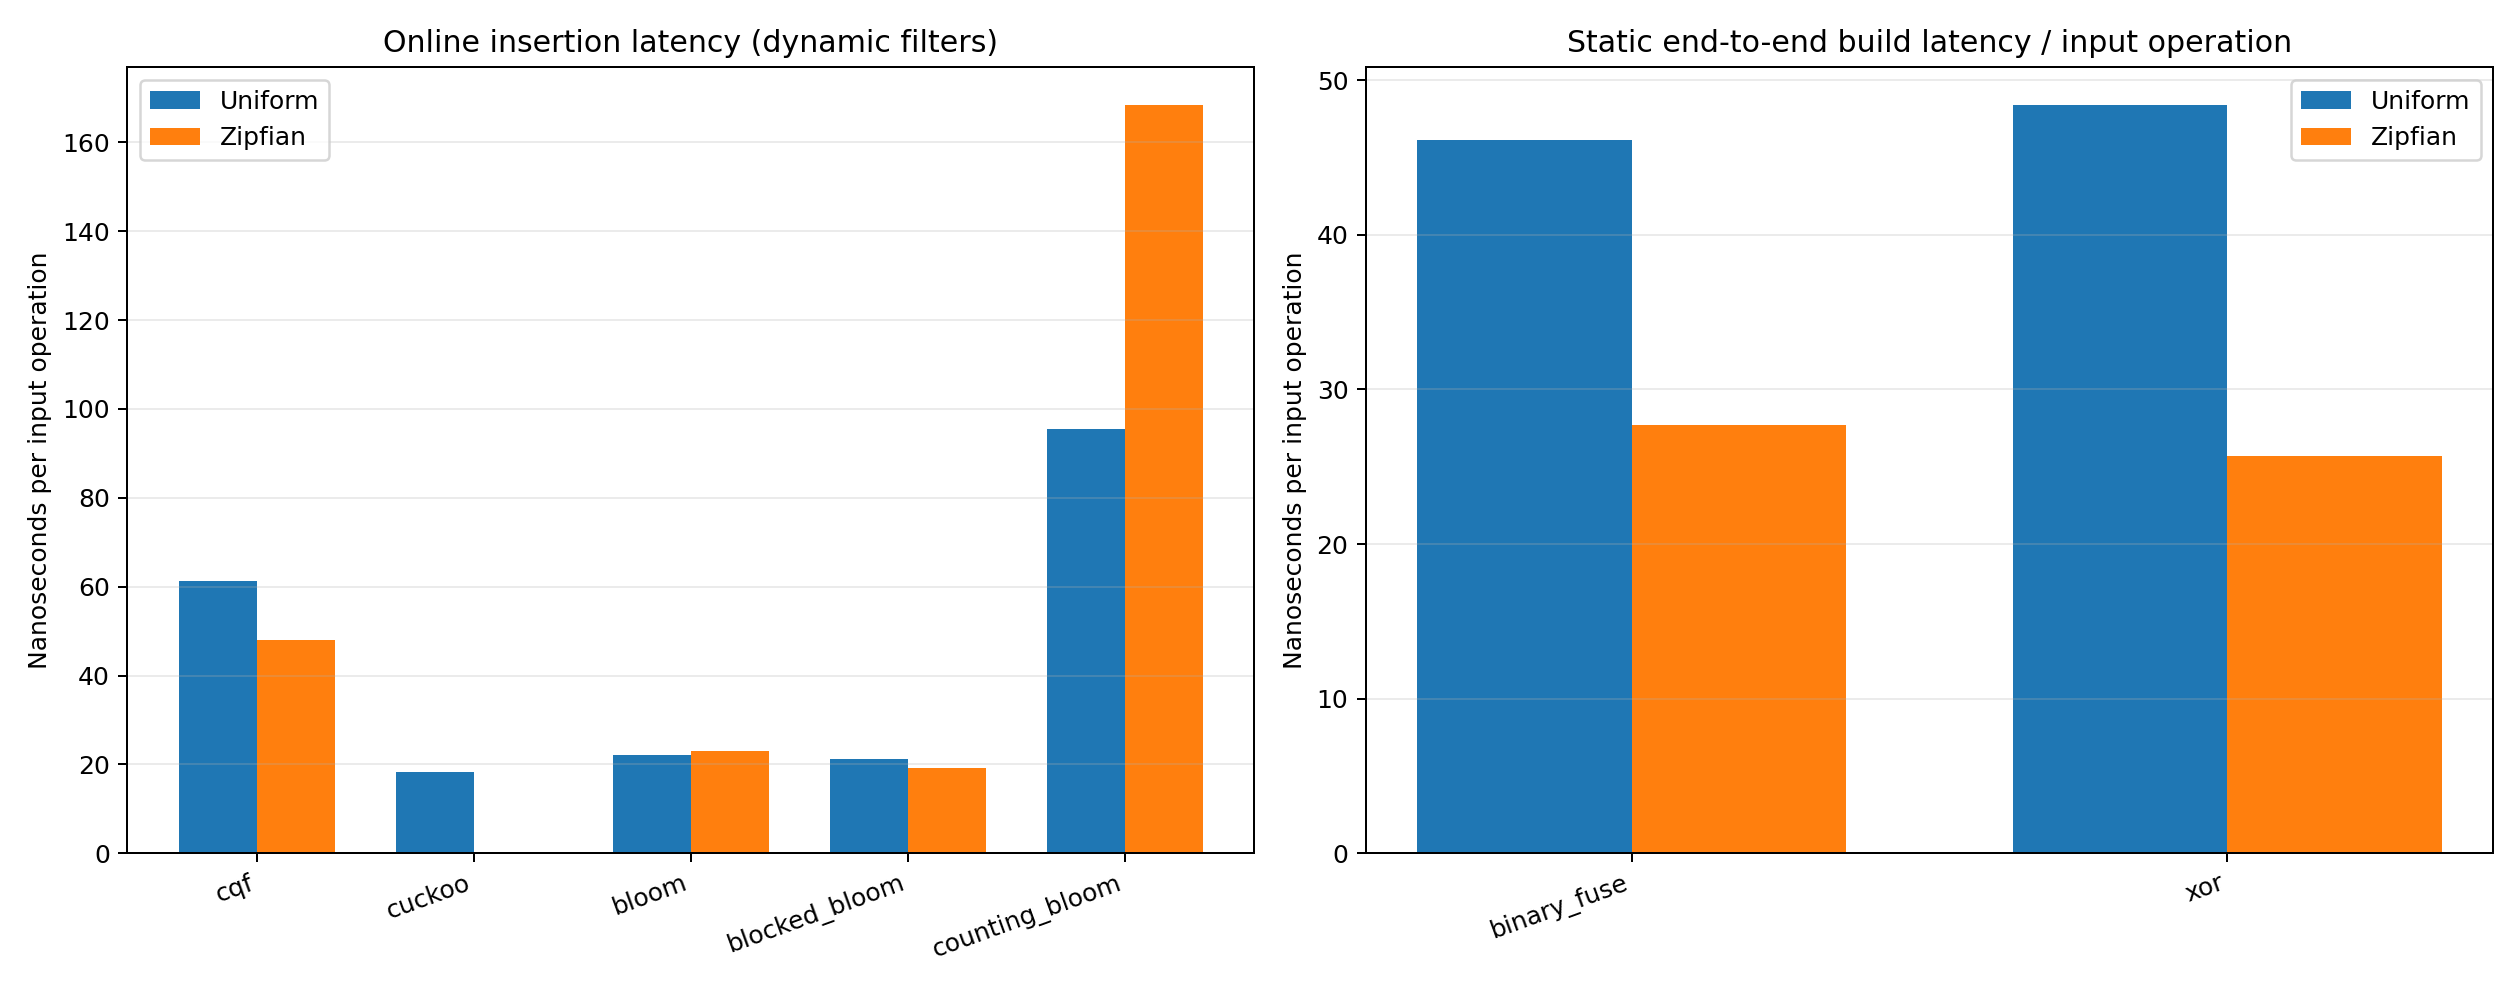 Online insertion latency (dynamic filters)
Uniform
Zipfian
Nanoseconds per input operation
160
140
120
100
80
60
40
20
0
cqf
cuckoo
bloom
blocked_bloom
counting_bloom
Static end-to-end build latency / input operation
Uniform
Zipfian
Nanoseconds per input operation
50
40
30
20
10
0
binary_fuse
xor